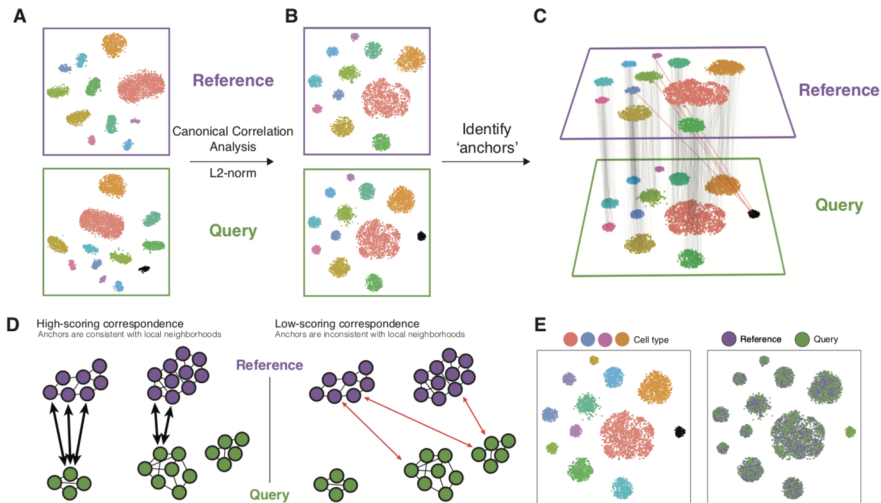 A
B
C
Reference
Canonical Correlation
Analysis
L2-norm
Query
Identify
'anchors'
Reference
Query
D
High-scoring correspondence
Anchors are consistent with local neighborhoods
Low-scoring correspondence
Anchors are inconsistent with local neighborhoods
Reference
Query
E
Cell type
Reference
Query